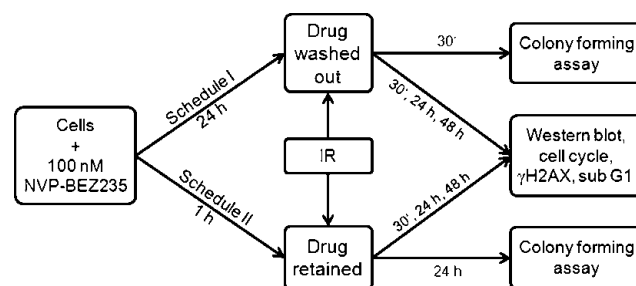 Cells
+
100 nM
NVP-BEZ235
Schedule I
24 h
Schedule II
1 h
Drug
washed
out
IR
Drug
retained
30'
30', 24 h, 48 h
30', 24 h, 48 h
24 h
Colony forming
assay
Western blot,
cell cycle,
γH2AX, sub G1
Colony forming
assay